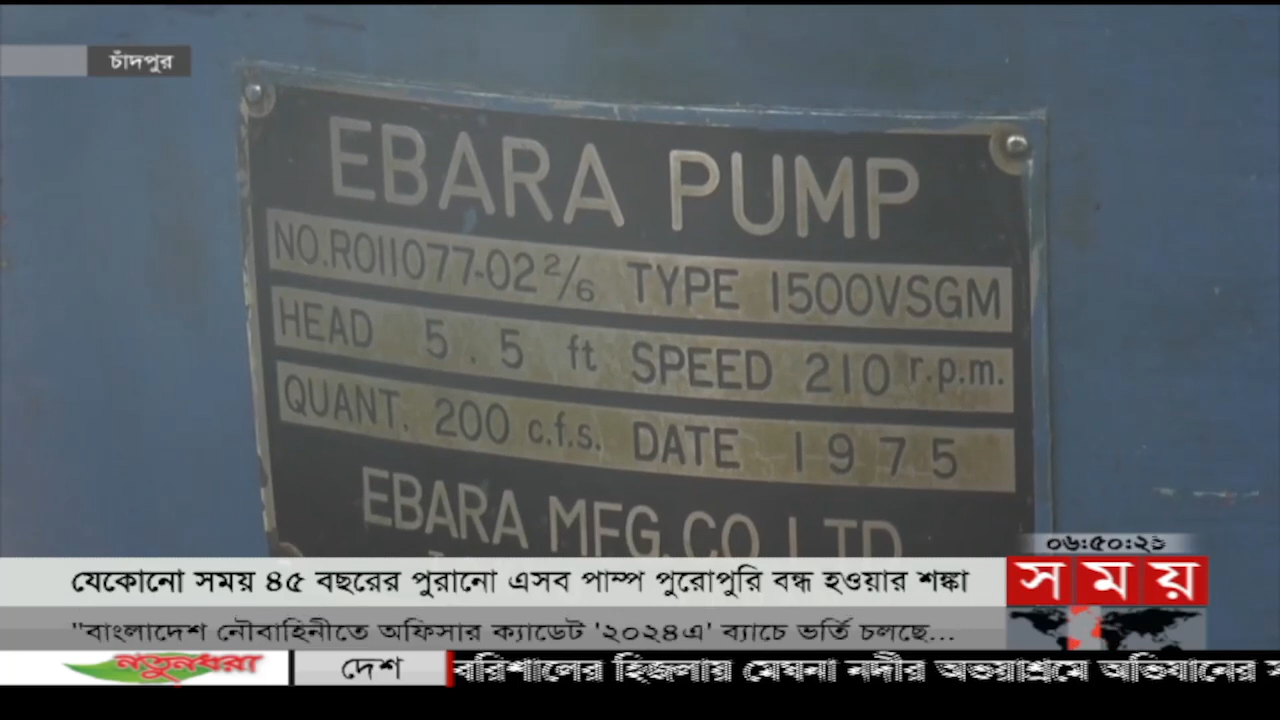 চাঁদপুর
EBARA PUMP
NO.R011077-02 2/6 TYPE 1500VSGM
HEAD 5.5 ft SPEED 210 r.p.m.
QUANT. 200 c.f.s. DATE 1975
EBARA MFG. CO. LTD
০৬:৫০:২
যেকোনো সময় ৪৫ বছরের পুরানো এসব পাম্প পুরোপুরি বন্ধ হওয়ার শঙ্কা
সময়
"বাংলাদেশ নৌবাহিনীতে অফিসার ক্যাডেট '২০২৪এ' ব্যাচে ভর্তি চলছে...
নতুনধরা
দেশ
বরিশালের হিজলায় মেঘনা নদীর অভয়াশ্রমে অভিযানের